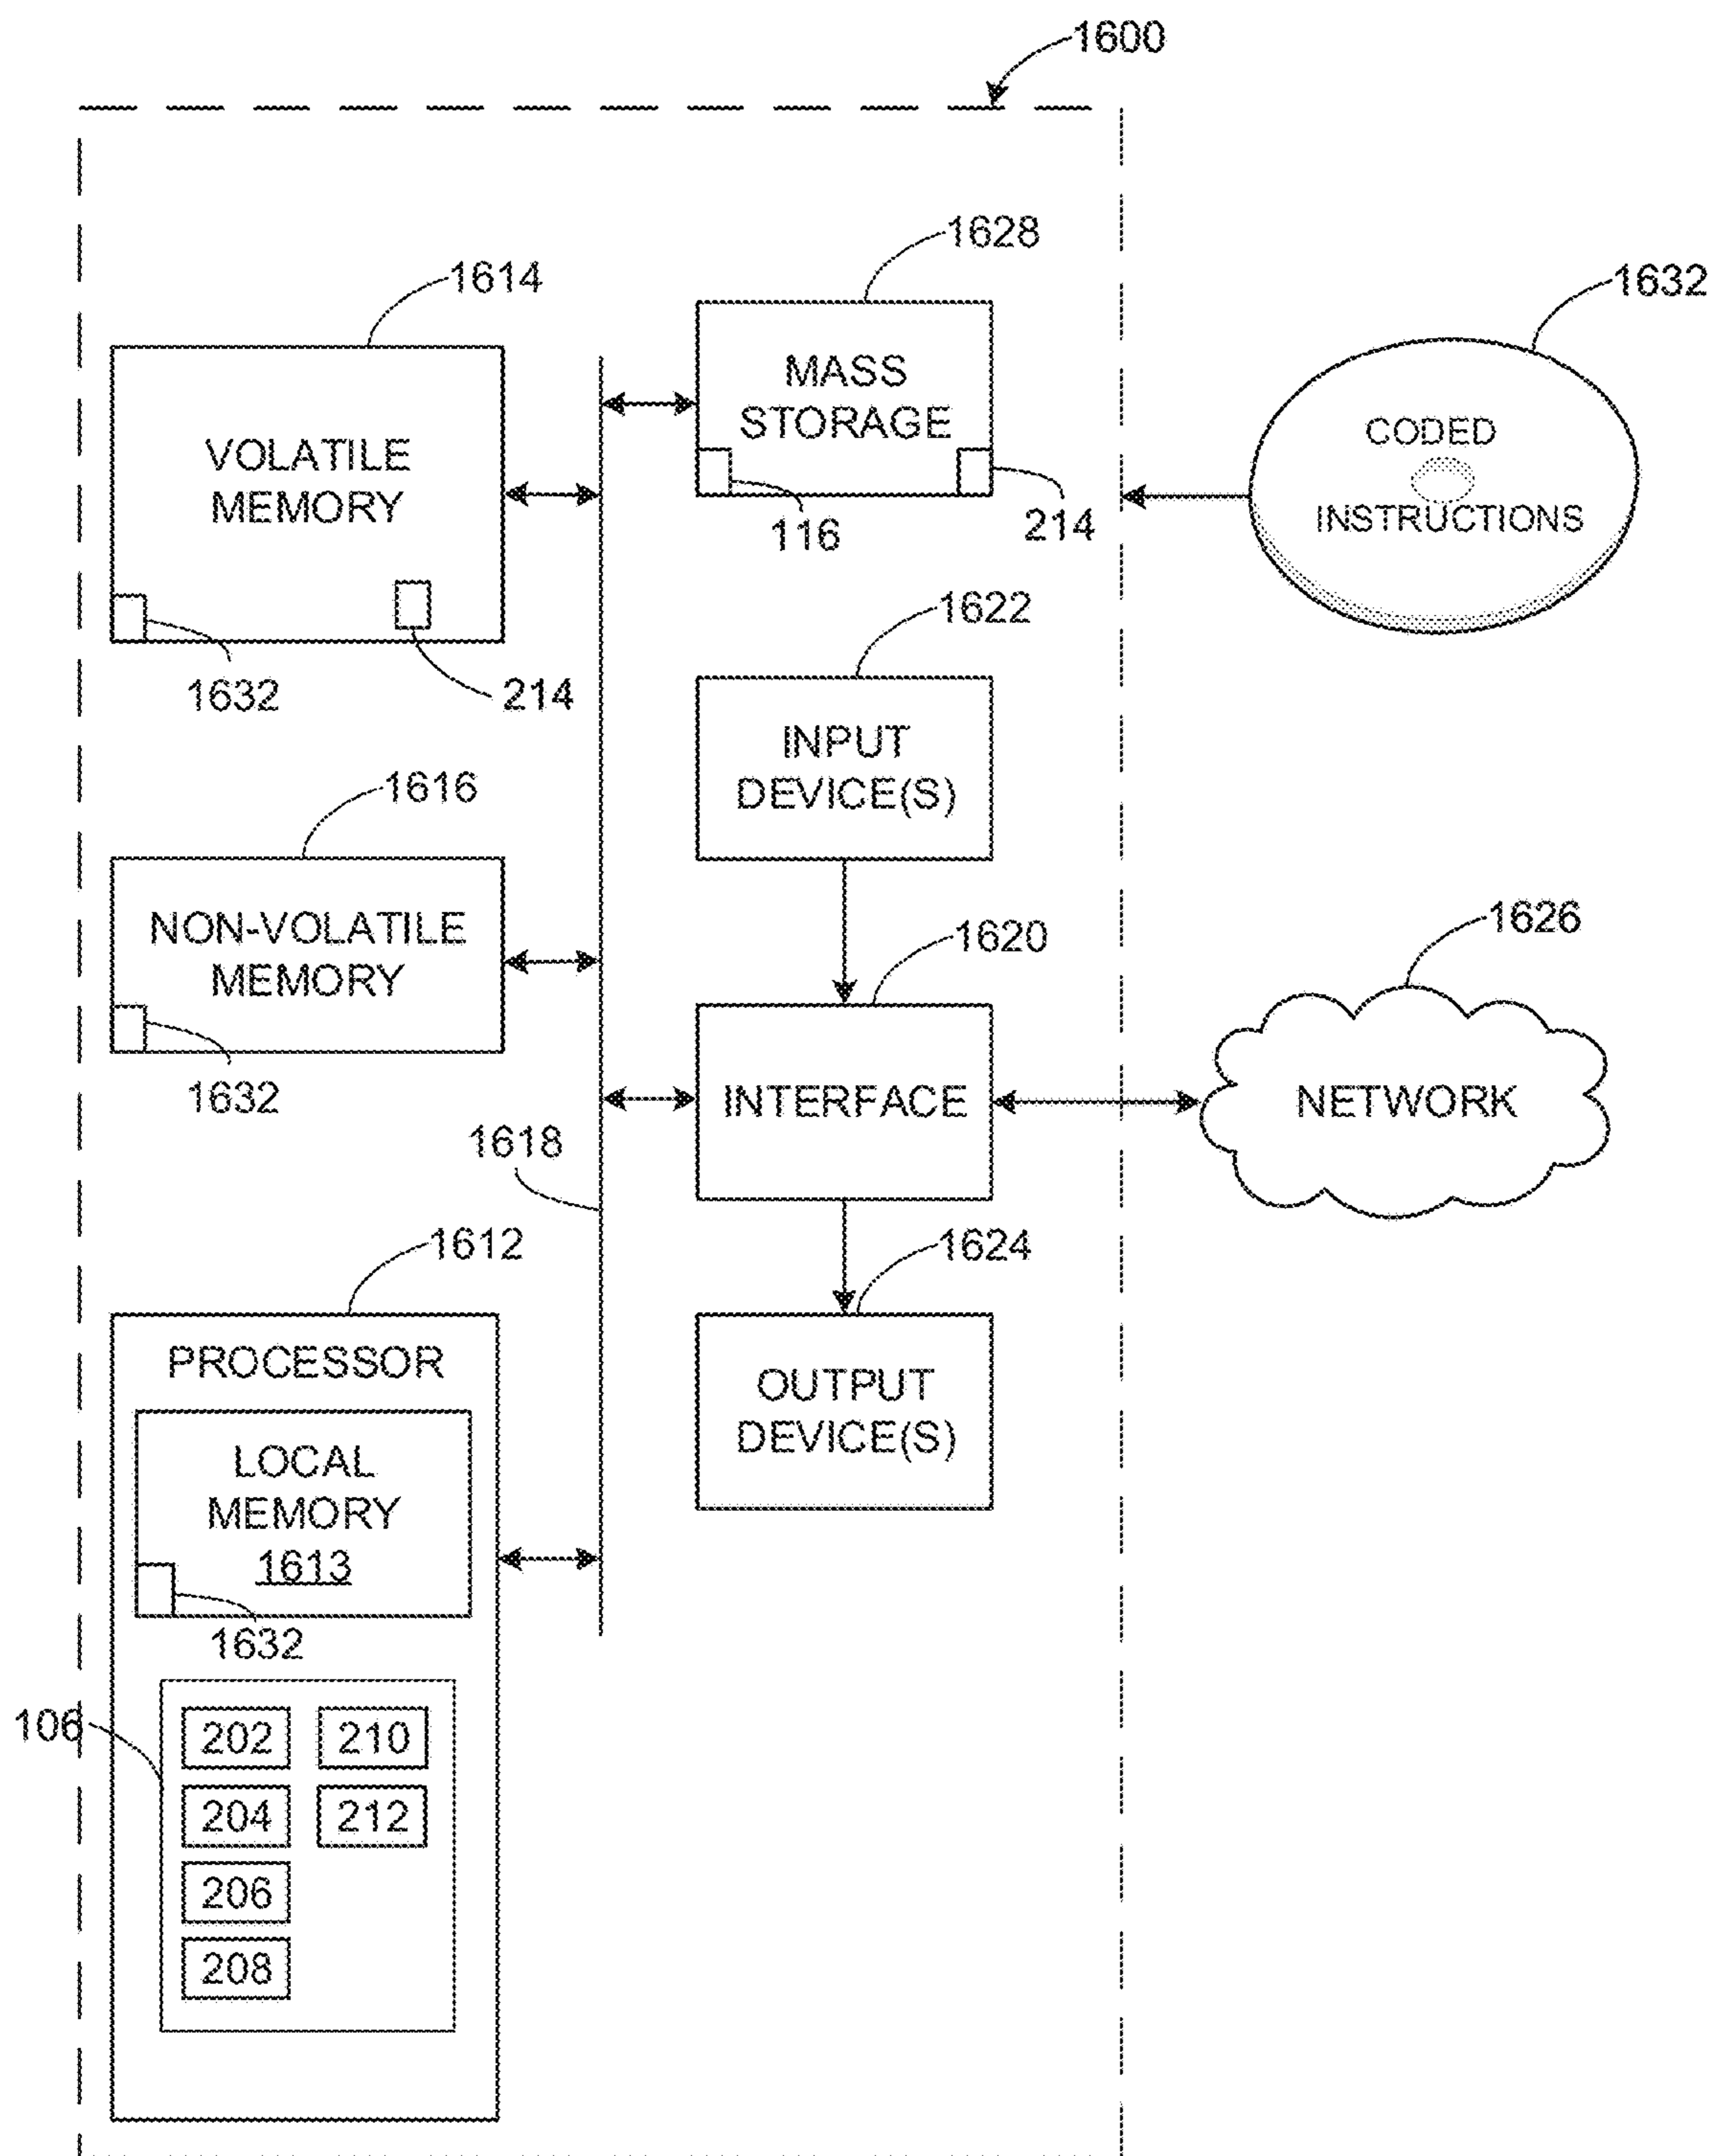 1600
1628
1614
1632
MASS
STORAGE
VOLATILE
MEMORY
CODED
INSTRUCTIONS
116
214
1632
214
1622
INPUT
DEVICE(S)
1616
NON-VOLATILE
MEMORY
1632
1620
1626
INTERFACE
NETWORK
1618
1612
1624
PROCESSOR
OUTPUT
DEVICE(S)
LOCAL
MEMORY
1613
1632
106
202 210
204 212
206
208